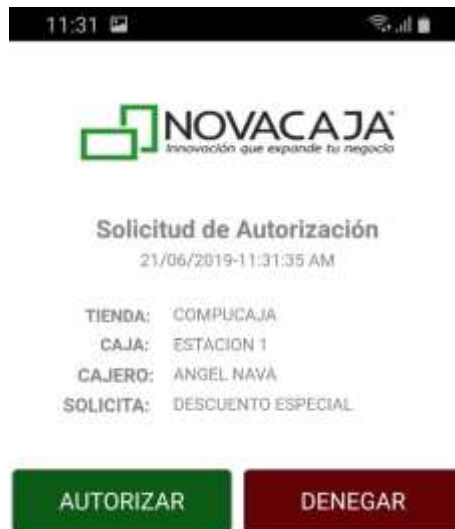 11:31
NOVACAJA
Innovación que expande tu negocio
Solicitud de Autorización
21/06/2019-11:31:35 AM
TIENDA: COMPUCAJA
CAJA: ESTACION 1
CAJERO: ANGEL NAVA
SOLICITA: DESCUENTO ESPECIAL
AUTORIZAR DENEGAR